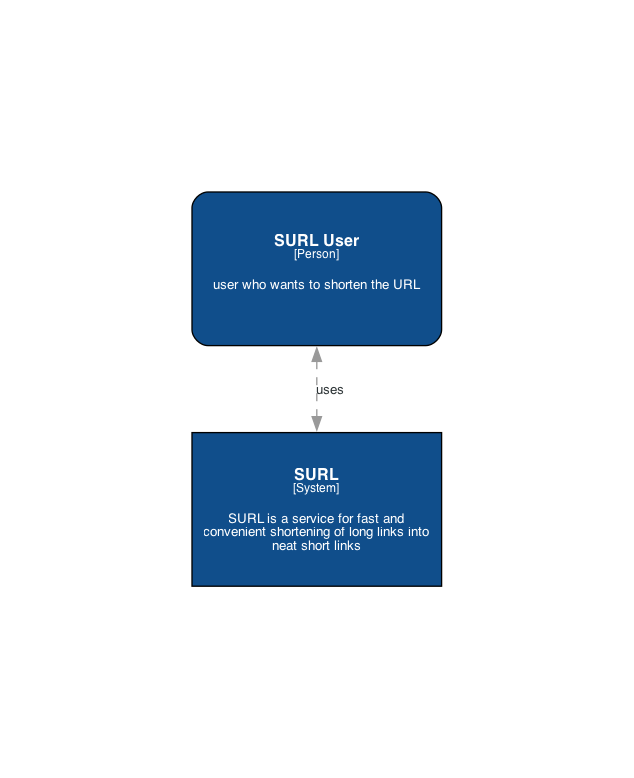 SURL User
[Person]
user who wants to shorten the URL
uses
SURL
[System]
SURL is a service for fast and
convenient shortening of long links into
neat short links